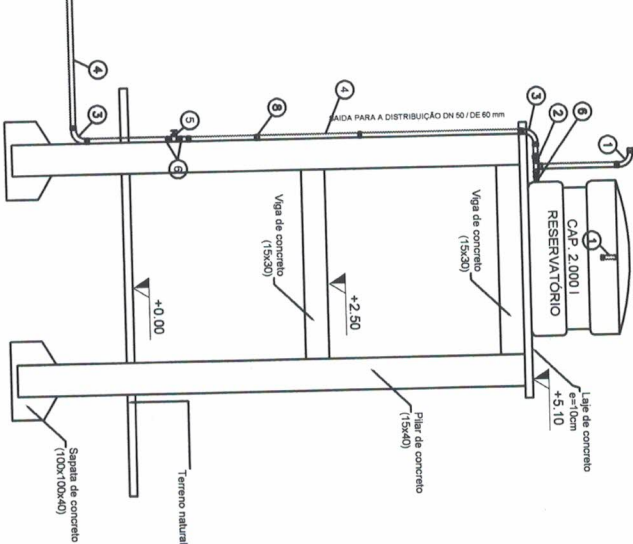 1
6
2
3
4
SAIDA PARA A DISTRIBUIÇÃO DN 50 / DE 60 mm
8
5
6
3
4
1
CAP. 2.000 l
RESERVATÓRIO
Viga de concreto
(15x30)
Viga de concreto
(15x30)
+2.50
+0.00
Laje de concreto
e=10cm
+5.10
Pilar de concreto
(15x40)
Terreno natural
Sapata de concreto
(100x100x40)